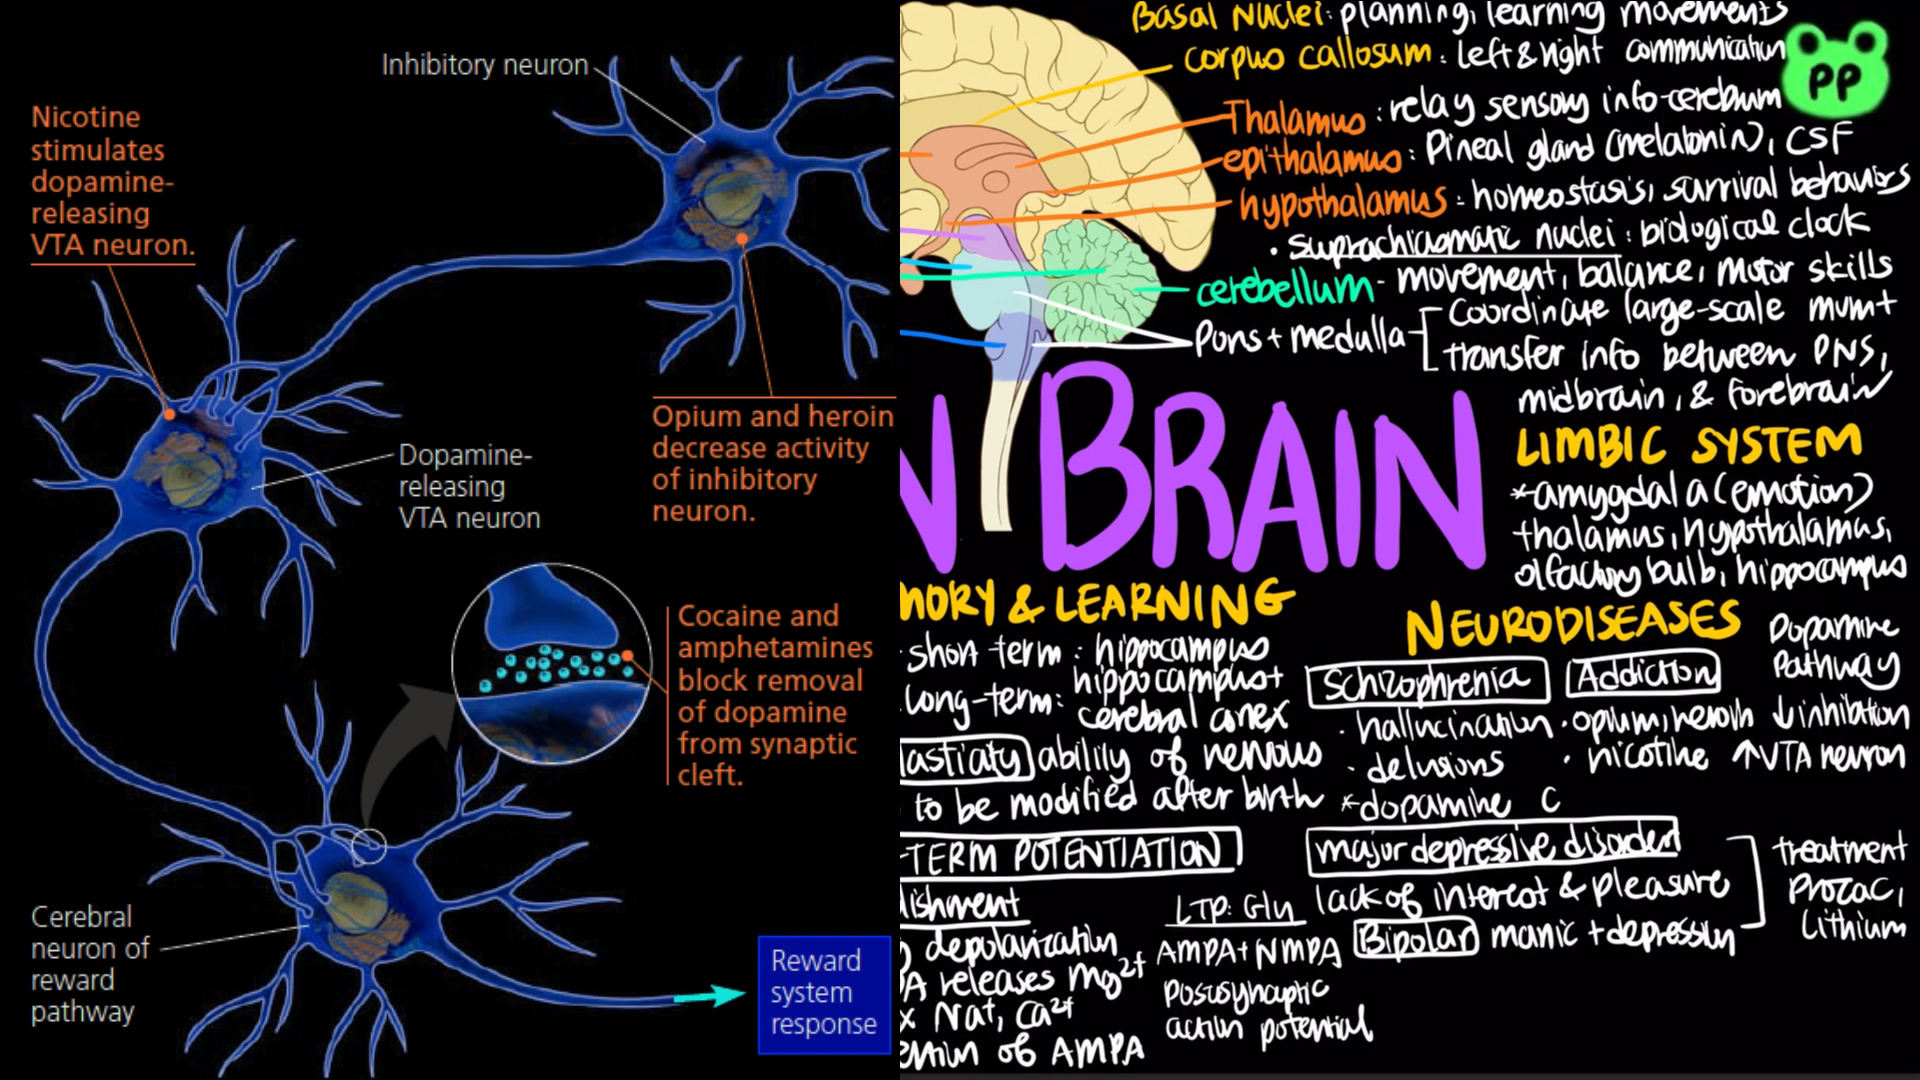 Inhibitory neuron
Nicotine
stimulates
dopamine-
releasing
VTA neuron.
Opium and heroin
decrease activity
of inhibitory
neuron.
Dopamine-
releasing
VTA neuron
Cocaine and
amphetamines
block removal
of dopamine
from synaptic
cleft.
Cerebral
neuron of
reward
pathway
Reward
system
response
Basal Nuclei: planning, learning movements
corpus callosum: left & right communication
PP
Thalamus: relay sensory info-cerebrum
epithalamus: Pineal gland (melatonin), CSF
hypothalamus: homeostasis, survival behaviors
• suprachiasmatic nuclei: biological clock
cerebellum - movement, balance, motor skills
Pons + medulla
coordinate large-scale mvmt
transfer info between PNS,
midbrain, & forebrain
N BRAIN
LIMBIC SYSTEM
*amygdala (emotion)
thalamus, hypothalamus,
olfactory bulb, hippocampus
MORY & LEARNING
short term: hippocampus
long-term: hippocampus+
cerebral cortex
lasticity ability of nervous
to be modified after birth
-TERM POTENTIATION
lishment
depolarization
A releases Mg2+
x Na+, Ca2+
of AMPA
LTP: Glu
AMPA+ NMPA
postsynaptic
action potential
NEURODISEASES
Schizophrenia
• hallucination
• delusions
*dopamine C
Addiction
Dopamine
Pathway
• opium, heroin ↓ inhibition
• nicotine ↑ VTA neuron
major depressive disorder
lack of interest & pleasure
Bipolar manic + depression
treatment
Prozac,
Lithium